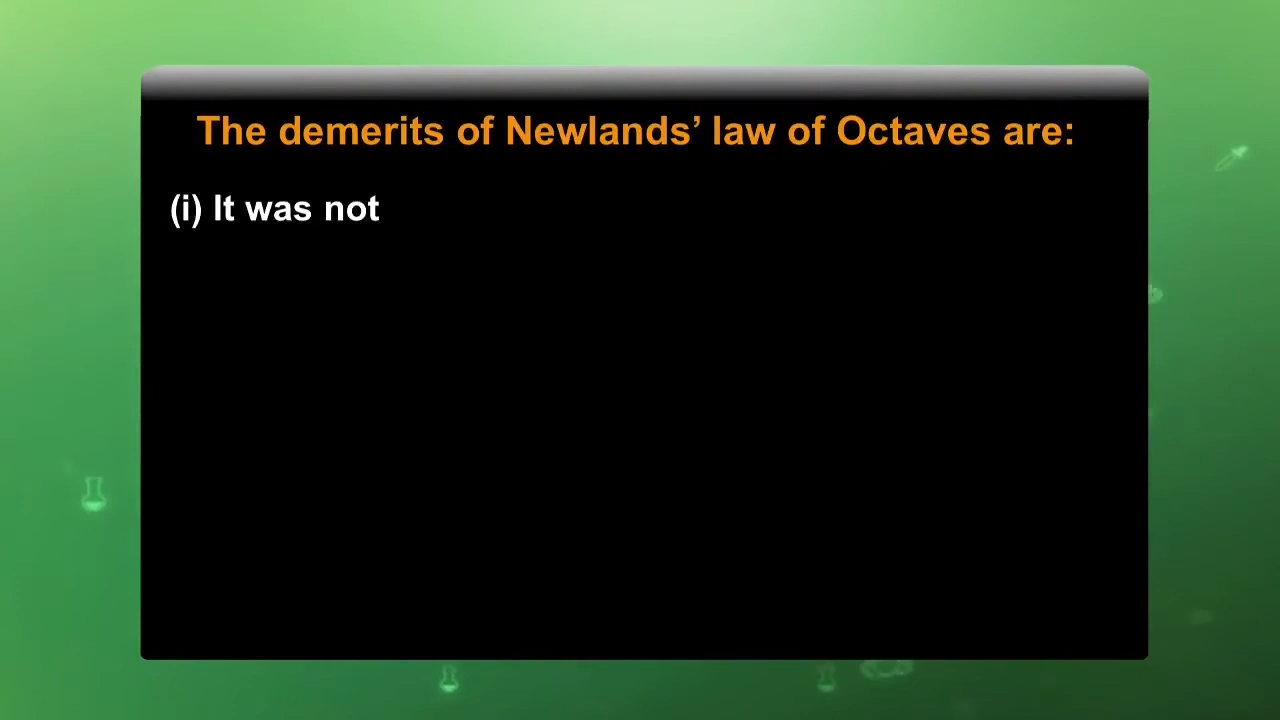 The demerits of Newlands’ law of Octaves are:
(i) It was not